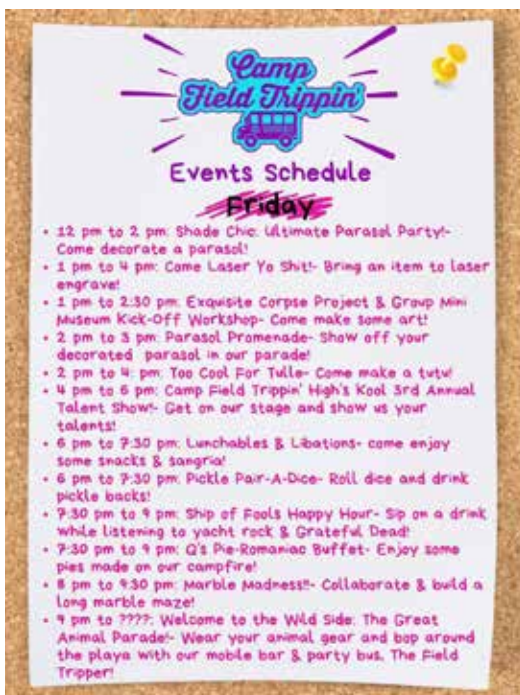 Camp
Field Trippin'
Events Schedule
Friday
• 12 pm to 2 pm: Shade Chic: Ultimate Parasol Party!-
Come decorate a parasol!
• 1 pm to 4 pm: Come Laser Yo Shit!- Bring an item to laser
engrave!
• 1 pm to 2:30 pm: Exquisite Corpse Project & Group Mini
Museum Kick-Off Workshop- Come make some art!
• 2 pm to 3 pm: Parasol Promenade- Show off your
decorated parasol in our parade!
• 2 pm to 4 pm: Too Cool For Tulle- Come make a tutu!
• 4 pm to 6 pm: Camp Field Trippin' High's Kool 3rd Annual
Talent Show!- Get on our stage and show us your
talents!
• 6 pm to 7:30 pm: Lunchables & Libations- come enjoy
some snacks & sangria!
• 6 pm to 7:30 pm: Pickle Pair-A-Dice- Roll dice and drink
pickle backs!
• 7:30 pm to 9 pm: Ship of Fools Happy Hour- Sip on a drink
while listening to yacht rock & Grateful Dead!
• 7:30 pm to 9 pm: Q's Pie-Romaniac Buffet- Enjoy some
pies made on our campfire!
• 8 pm to 9:30 pm: Marble Madness!!- Collaborate & build a
long marble maze!
• 9 pm to ????: Welcome to the Wild Side: The Great
Animal Parade!- Wear your animal gear and bop around
the playa with our mobile bar & party bus, The Field
Tripper!